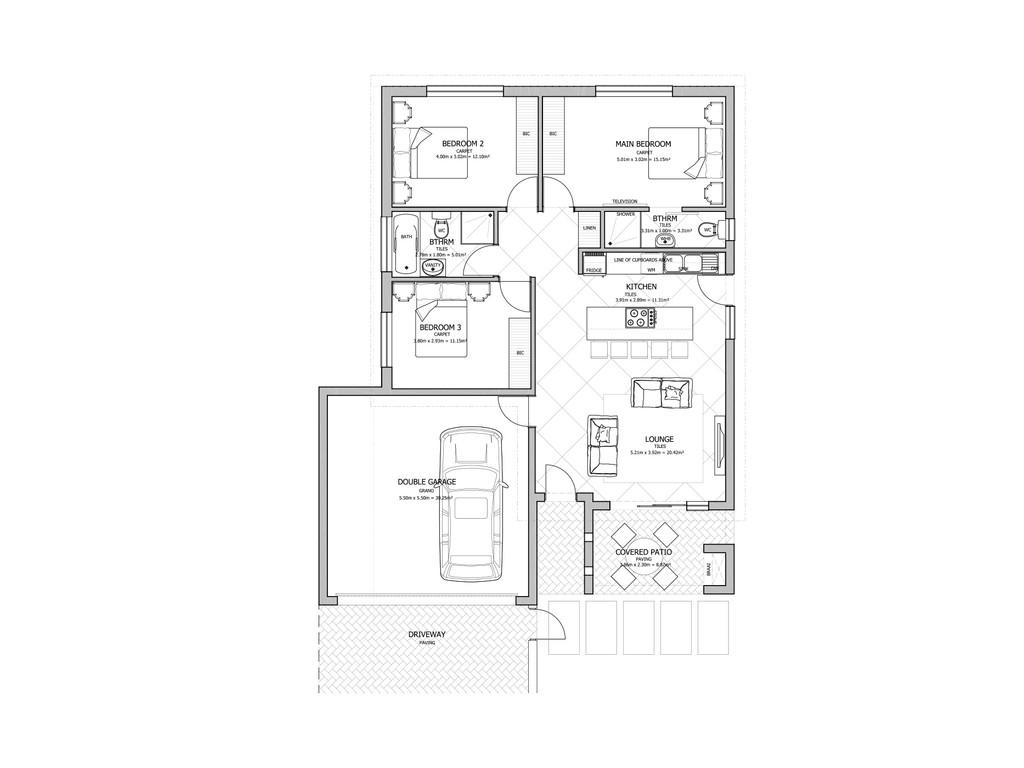 BEDROOM 2
CARPET
4.00m x 3.02m = 12.10m²
BIC
BIC
MAIN BEDROOM
CARPET
5.01m x 3.02m = 15.15m²
TELEVISION
BATH
WC
BTHRM
TILES
2.79m x 1.80m = 5.01m²
VANITY
LINEN
SHOWER
BTHRM
TILES
3.31m x 1.00m = 3.31m²
WC
WHB
LINE OF CUPBOARDS ABOVE
FRIDGE
WM
SINK
DW
KITCHEN
TILES
3.91m x 2.89m = 11.31m²
BEDROOM 3
CARPET
3.80m x 2.93m = 11.15m²
BIC
LOUNGE
TILES
5.21m x 3.92m = 20.42m²
DOUBLE GARAGE
GRANO
5.50m x 5.50m = 30.25m²
COVERED PATIO
PAVING
x 2.30m =
BRAAI
DRIVEWAY
PAVING